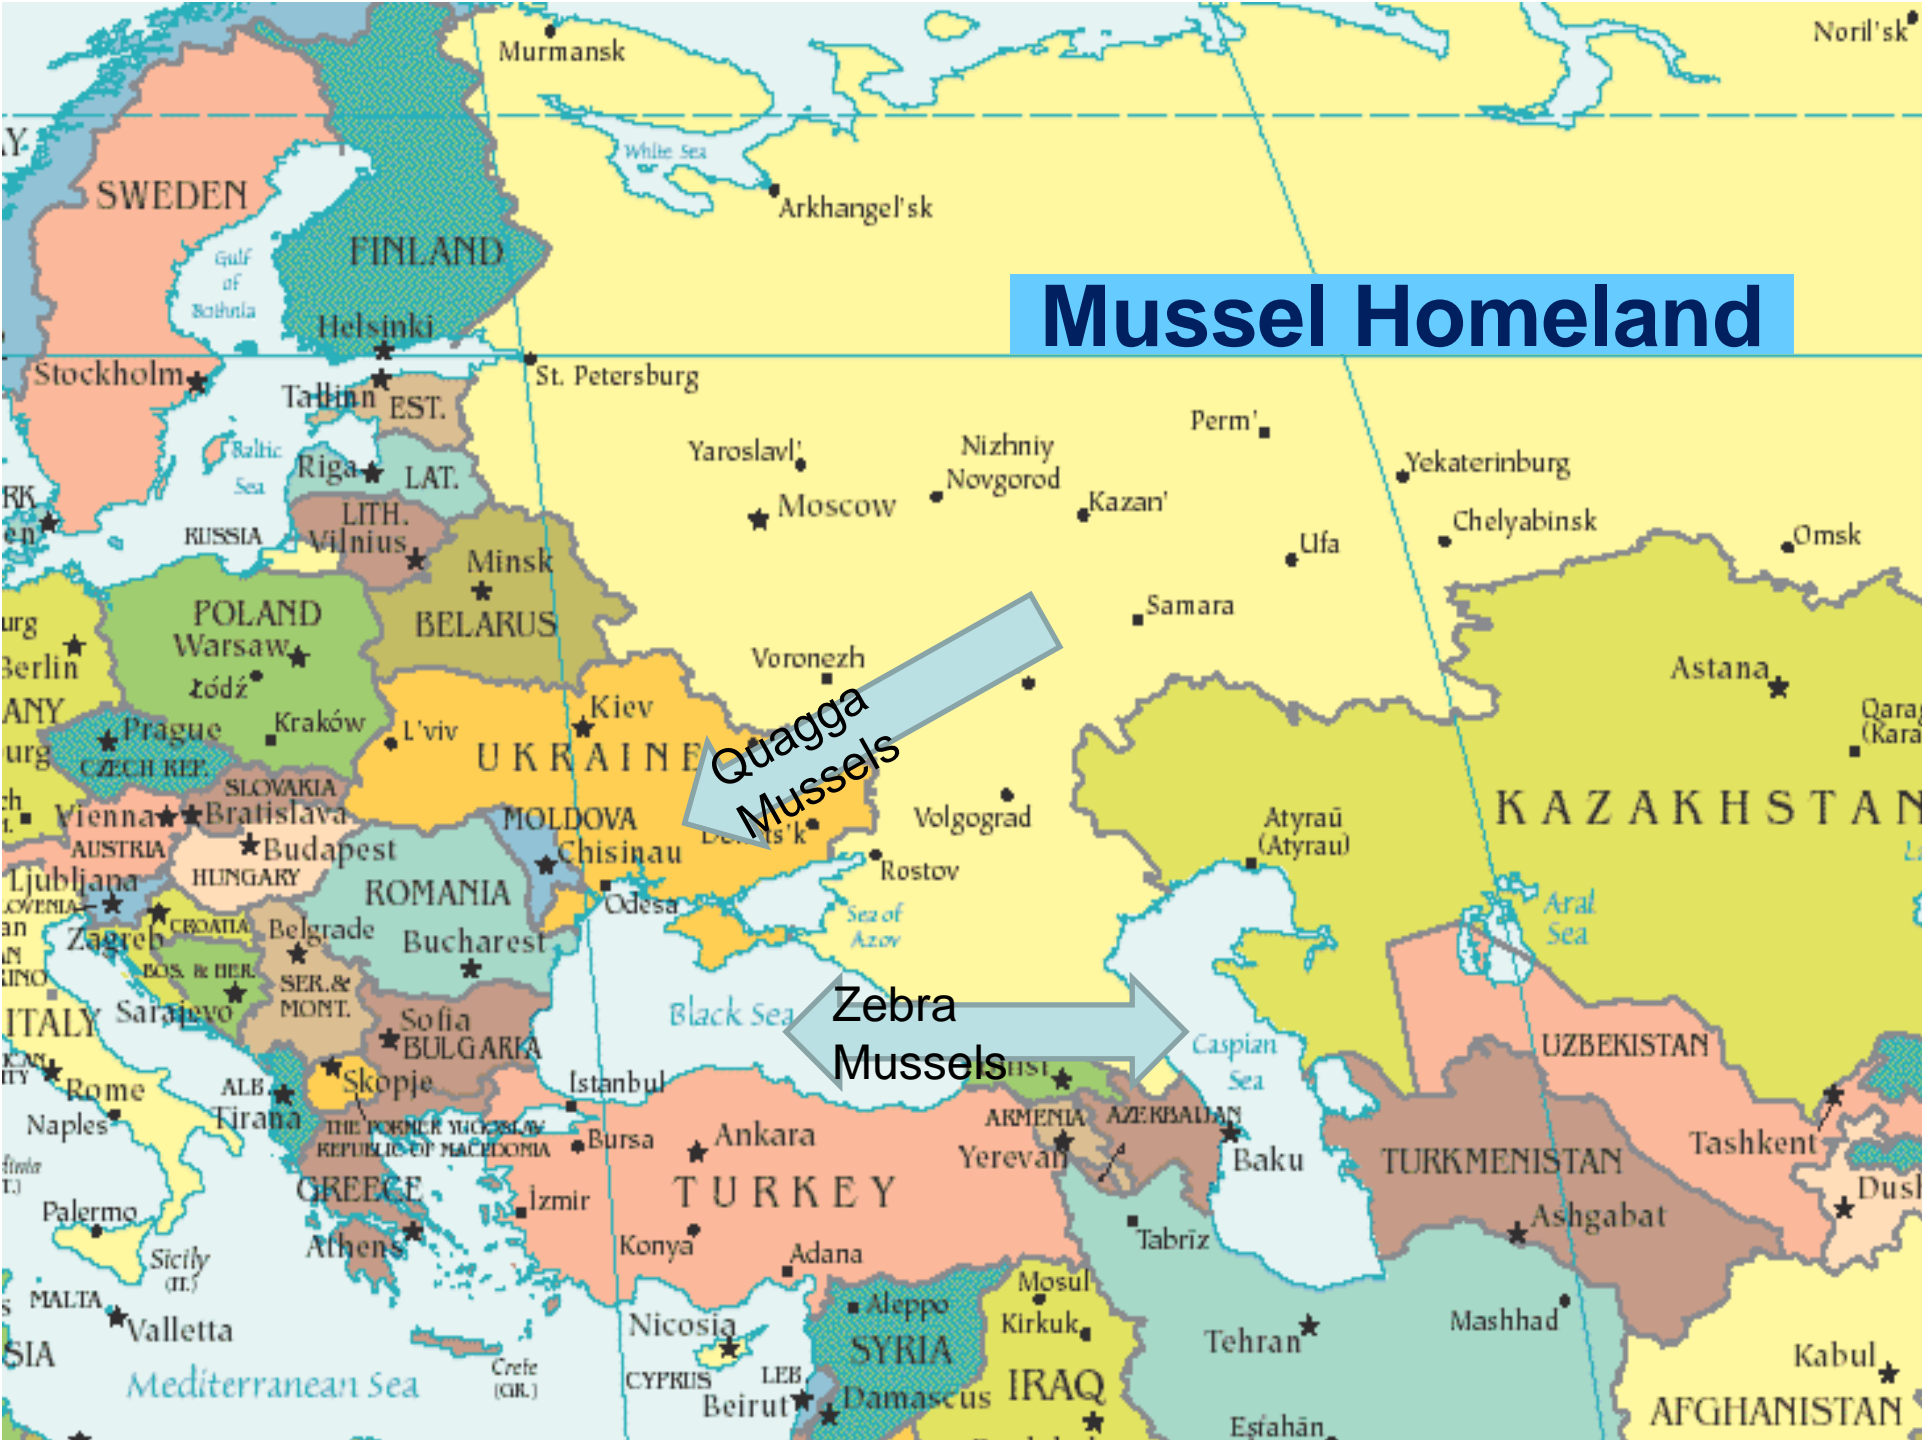 Murmansk
Noril'sk
White Sea
Arkhangel'sk
SWEDEN
FINLAND
Gulf
of
Bothnia
Mussel Homeland
Helsinki
Stockholm
St. Petersburg
Tallinn
EST.
Baltic
Sea
Riga
LAT.
Yaroslavl'
Nizhniy
Novgorod
Perm'
Yekaterinburg
Moscow
Kazan'
Chelyabinsk
Omsk
RUSSIA
LITH.
Vilnius
Minsk
BELARUS
Ufa
Samara
POLAND
Warsaw
Łódź
Kraków
Berlin
Voronezh
Astana
Prague
CZECH REP.
L'viv
Kiev
UKRAINE
Quagga
Mussels
SLOVAKIA
Vienna
Bratislava
AUSTRIA
Budapest
HUNGARY
MOLDOVA
Chisinau
Volgograd
Atyraū
(Atyrau)
KAZAKHSTAN
Rostov
Ljubljana
CROATIA
Zagreb
ROMANIA
Bucharest
Odesa
Sea of
Azov
Aral
Sea
Belgrade
BOS. & HER.
SER.&
MONT.
Sarajevo
ITALY
Sofia
BULGARIA
Black Sea
Zebra
Mussels
Caspian
Sea
UZBEKISTAN
Rome
Naples
ALB.
Tirana
Skopje
THE FORMER YUGOSLAV
REPUBLIC OF MACEDONIA
İstanbul
Bursa
Ankara
ARMENIA
Yerevan
AZERBAIJAN
Baku
TURKMENISTAN
Tashkent
GREECE
TURKEY
İzmir
Konya
Adana
Tabrīz
Ashgabat
Palermo
Sicily
(IT.)
Athens
MALTA
Valletta
Crete
(GR.)
Mediterranean Sea
Nicosia
CYPRUS
LEB.
Beirut
Aleppo
SYRIA
Damascus
Mosul
Kirkuk
IRAQ
Tehran
Mashhad
Eşfahān
Kabul
AFGHANISTAN